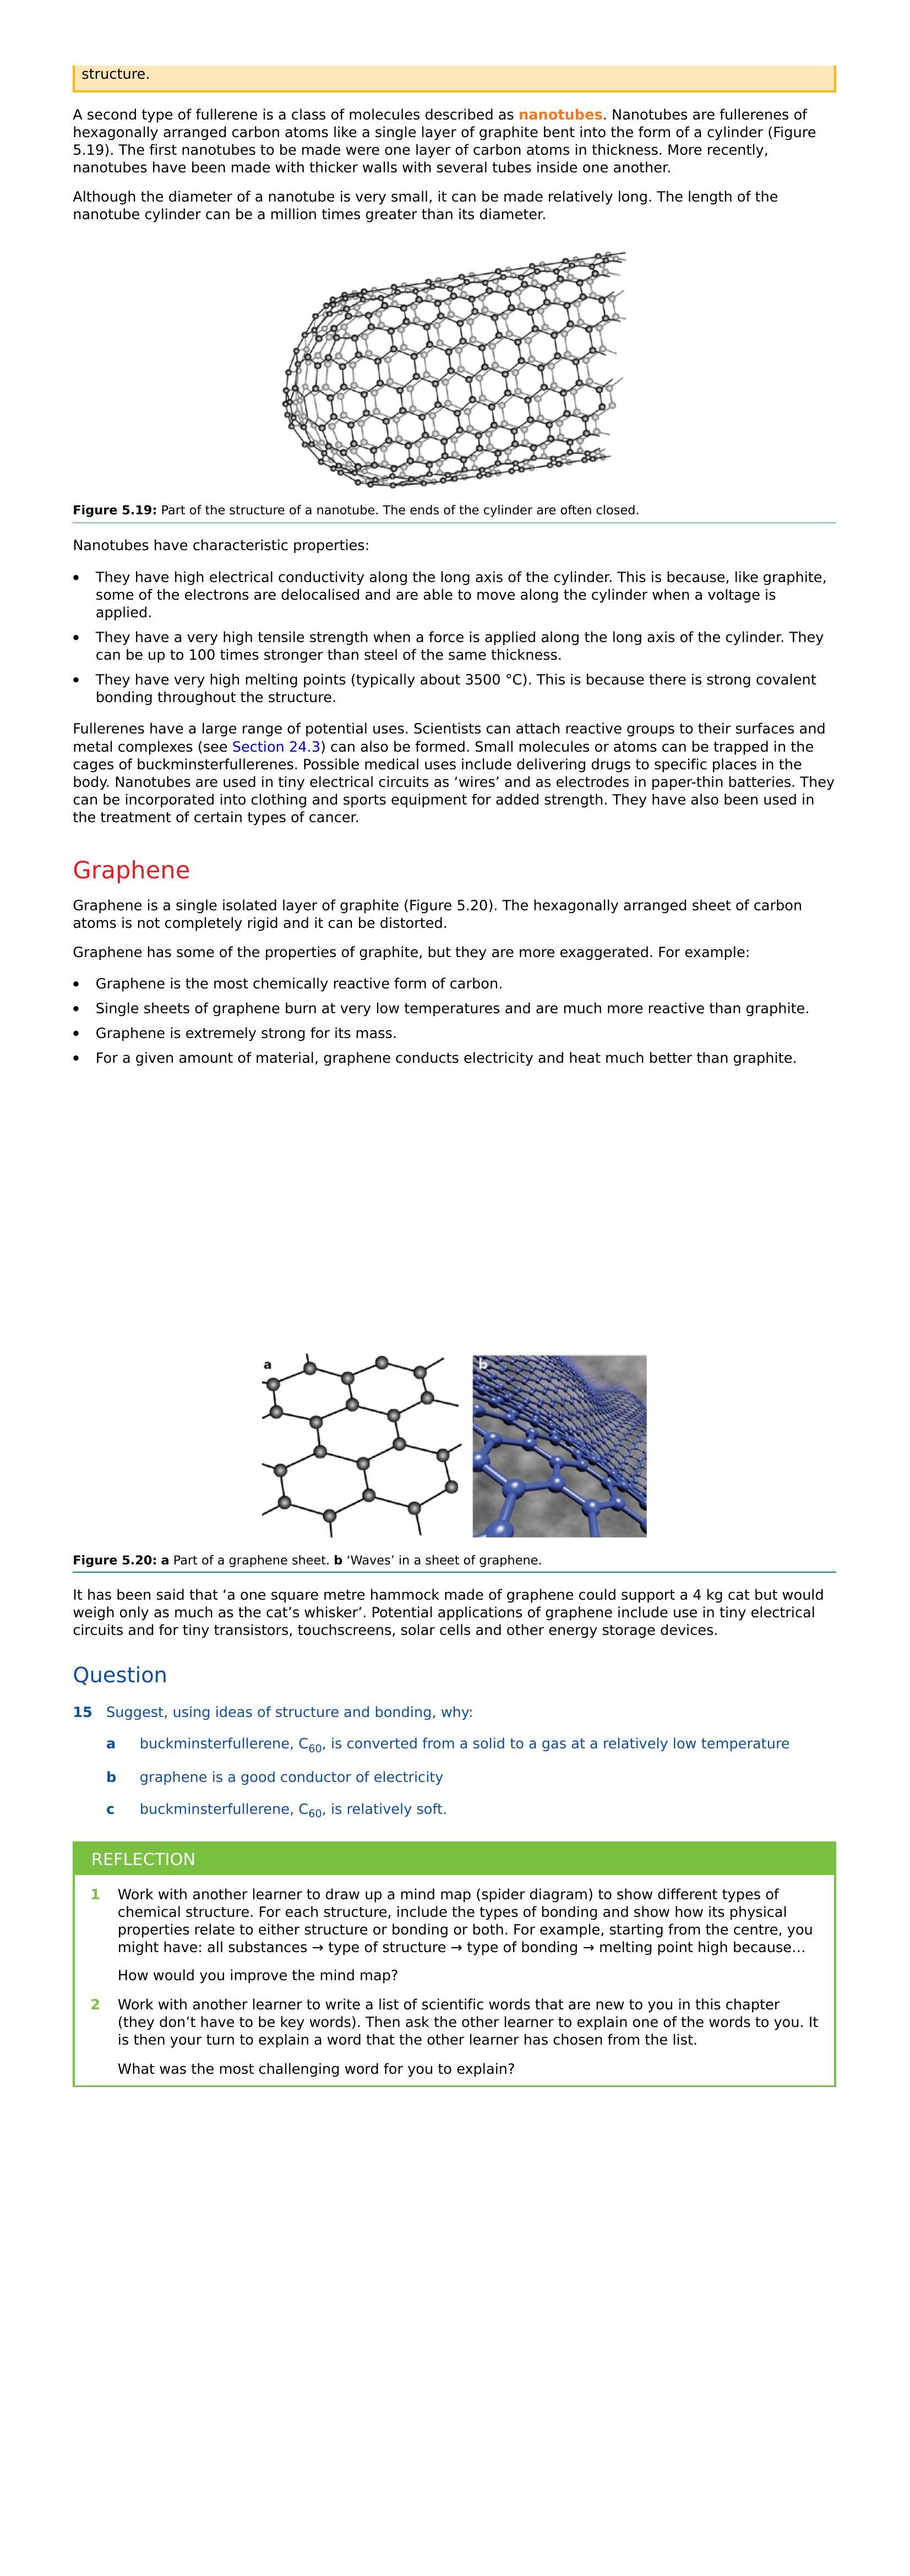 structure.
A second type of fullerene is a class of molecules described as nanotubes. Nanotubes are fullerenes of
hexagonally arranged carbon atoms like a single layer of graphite bent into the form of a cylinder (Figure
5.19). The first nanotubes to be made were one layer of carbon atoms in thickness. More recently,
nanotubes have been made with thicker walls with several tubes inside one another.
Although the diameter of a nanotube is very small, it can be made relatively long. The length of the
nanotube cylinder can be a million times greater than its diameter.
Figure 5.19: Part of the structure of a nanotube. The ends of the cylinder are often closed.
Nanotubes have characteristic properties:
• They have high electrical conductivity along the long axis of the cylinder. This is because, like graphite,
some of the electrons are delocalised and are able to move along the cylinder when a voltage is
applied.
• They have a very high tensile strength when a force is applied along the long axis of the cylinder. They
can be up to 100 times stronger than steel of the same thickness.
• They have very high melting points (typically about 3500 °C). This is because there is strong covalent
bonding throughout the structure.
Fullerenes have a large range of potential uses. Scientists can attach reactive groups to their surfaces and
metal complexes (see Section 24.3) can also be formed. Small molecules or atoms can be trapped in the
cages of buckminsterfullerenes. Possible medical uses include delivering drugs to specific places in the
body. Nanotubes are used in tiny electrical circuits as ‘wires’ and as electrodes in paper-thin batteries. They
can be incorporated into clothing and sports equipment for added strength. They have also been used in
the treatment of certain types of cancer.
Graphene
Graphene is a single isolated layer of graphite (Figure 5.20). The hexagonally arranged sheet of carbon
atoms is not completely rigid and it can be distorted.
Graphene has some of the properties of graphite, but they are more exaggerated. For example:
• Graphene is the most chemically reactive form of carbon.
• Single sheets of graphene burn at very low temperatures and are much more reactive than graphite.
• Graphene is extremely strong for its mass.
• For a given amount of material, graphene conducts electricity and heat much better than graphite.
a b
Figure 5.20: a Part of a graphene sheet. b ‘Waves’ in a sheet of graphene.
It has been said that ‘a one square metre hammock made of graphene could support a 4 kg cat but would
weigh only as much as the cat’s whisker’. Potential applications of graphene include use in tiny electrical
circuits and for tiny transistors, touchscreens, solar cells and other energy storage devices.
Question
15 Suggest, using ideas of structure and bonding, why:
a buckminsterfullerene, C₆₀, is converted from a solid to a gas at a relatively low temperature
b graphene is a good conductor of electricity
c buckminsterfullerene, C₆₀, is relatively soft.
REFLECTION
1 Work with another learner to draw up a mind map (spider diagram) to show different types of
chemical structure. For each structure, include the types of bonding and show how its physical
properties relate to either structure or bonding or both. For example, starting from the centre, you
might have: all substances → type of structure → type of bonding → melting point high because…
How would you improve the mind map?
2 Work with another learner to write a list of scientific words that are new to you in this chapter
(they don’t have to be key words). Then ask the other learner to explain one of the words to you. It
is then your turn to explain a word that the other learner has chosen from the list.
What was the most challenging word for you to explain?